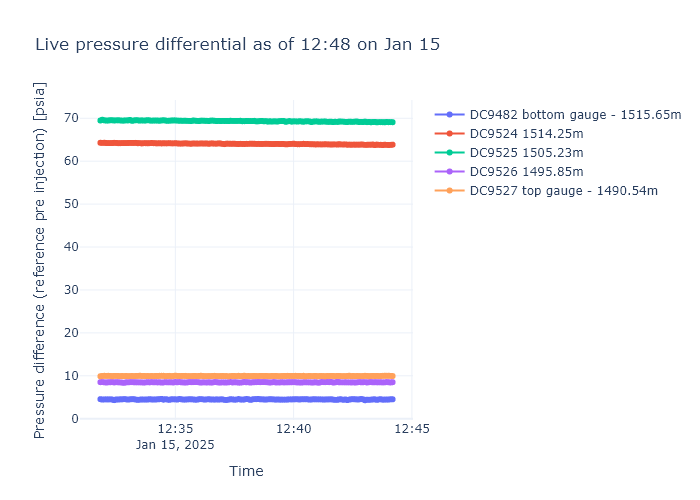 Live pressure differential as of 12:48 on Jan 15
Pressure difference (reference pre injection) [psia]
70
60
50
40
30
20
10
0
12:35
12:40
12:45
Jan 15, 2025
Time
DC9482 bottom gauge - 1515.65m
DC9524 1514.25m
DC9525 1505.23m
DC9526 1495.85m
DC9527 top gauge - 1490.54m